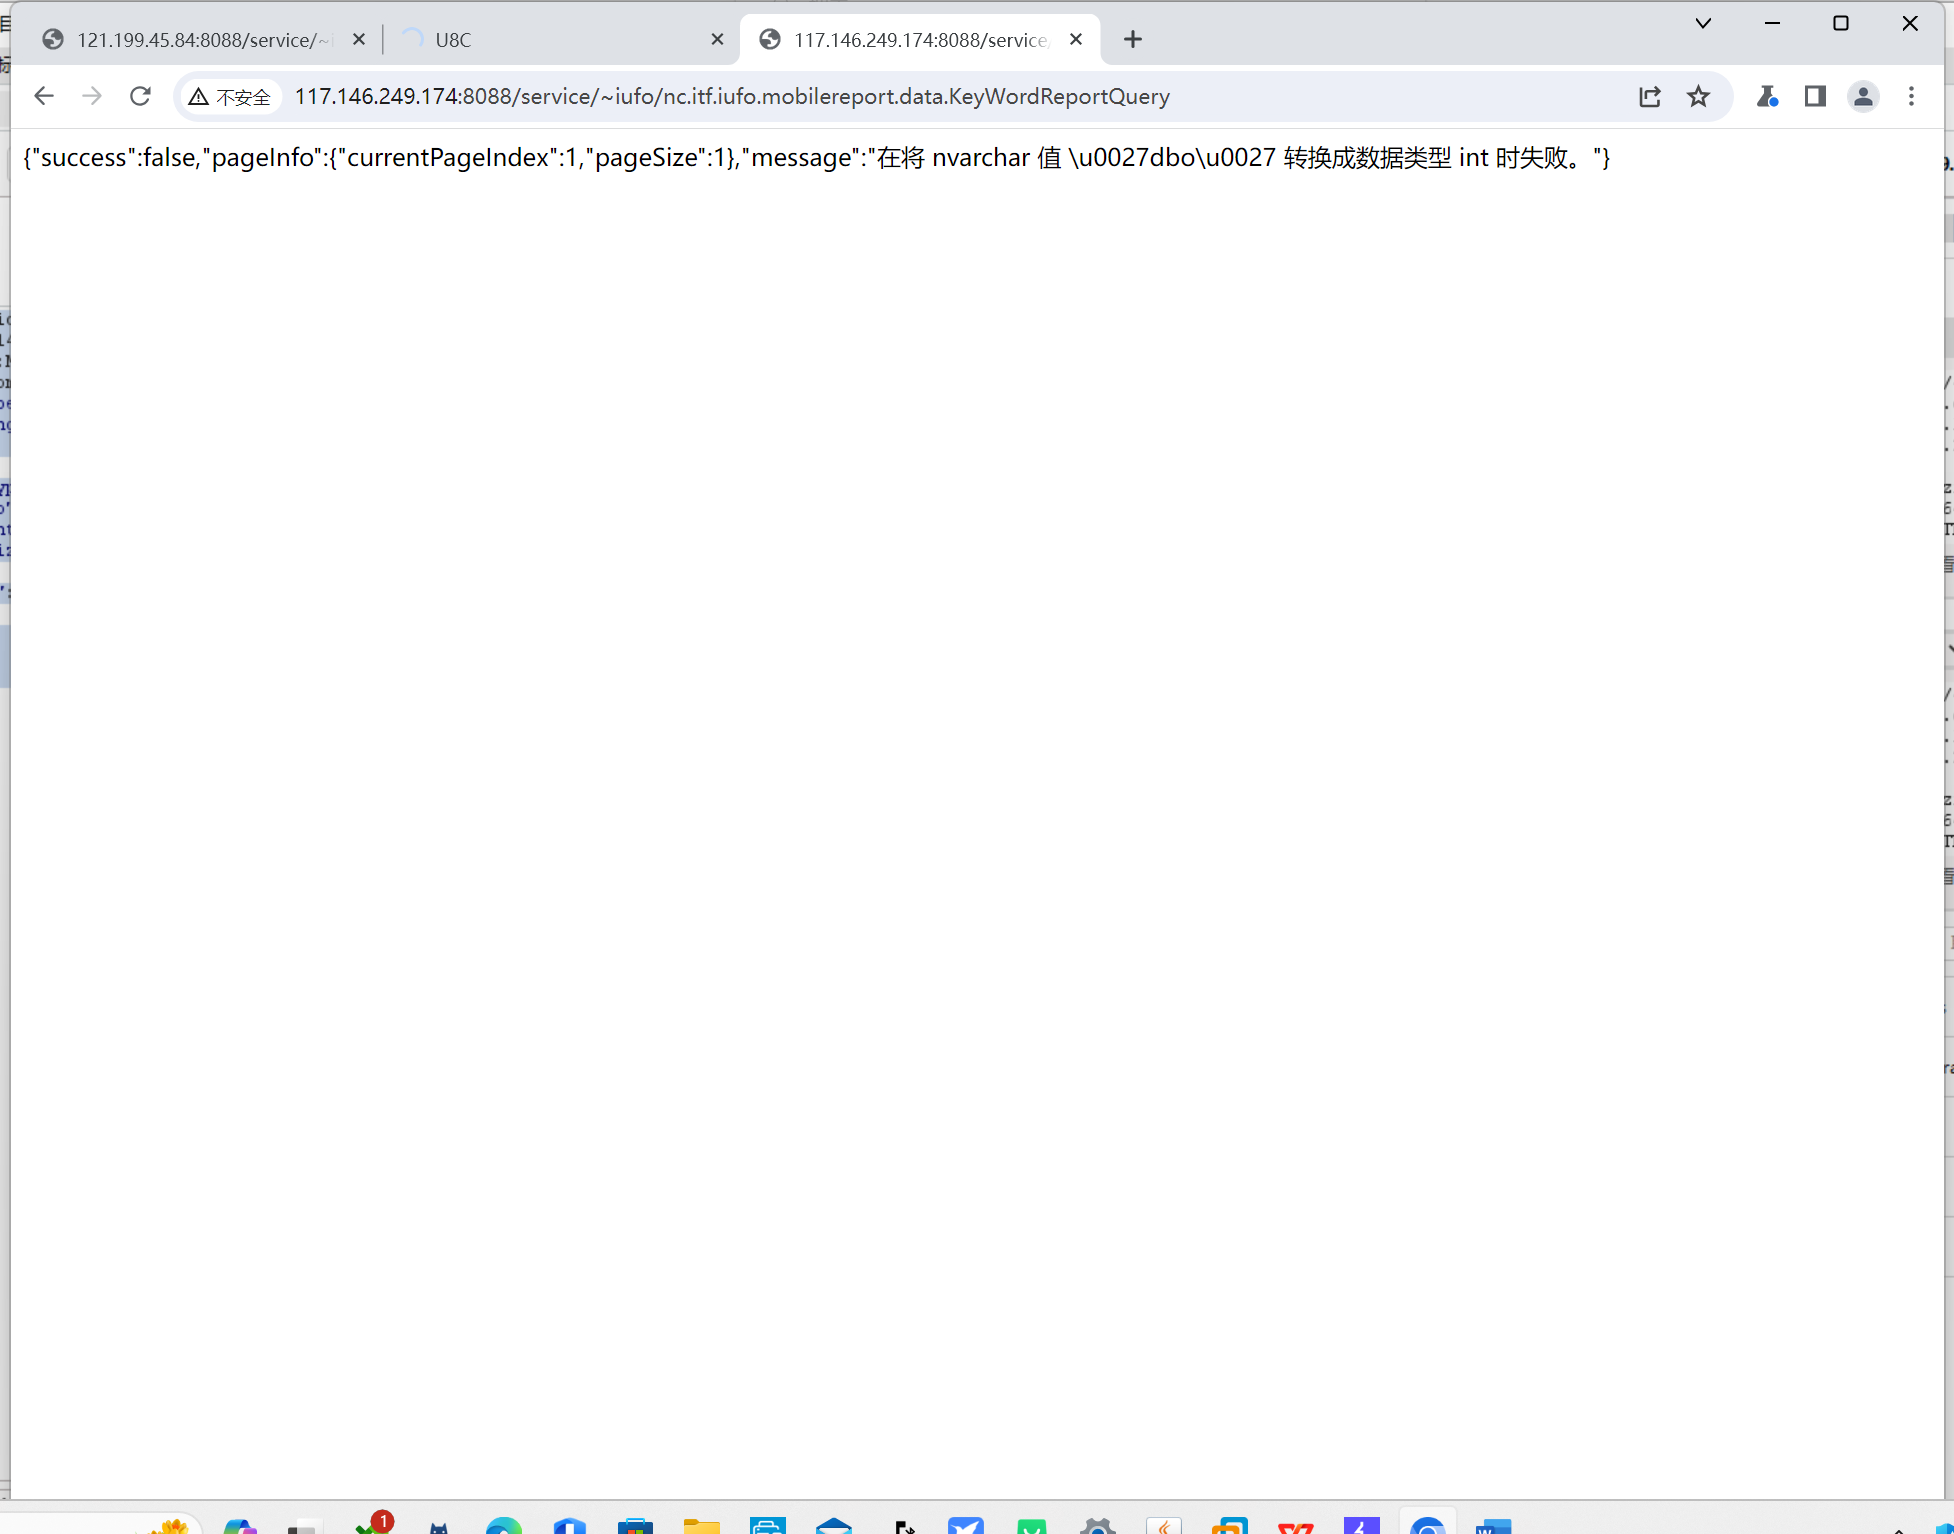 121.199.45.84:8088/service/~
U8C
117.146.249.174:8088/service
不安全
117.146.249.174:8088/service/~iufo/nc.itf.iufo.mobilereport.data.KeyWordReportQuery
{"success":false,"pageInfo":{"currentPageIndex":1,"pageSize":1},"message":"在将 nvarchar 值 \u0027dbo\u0027 转换成数据类型 int 时失败。"}
1